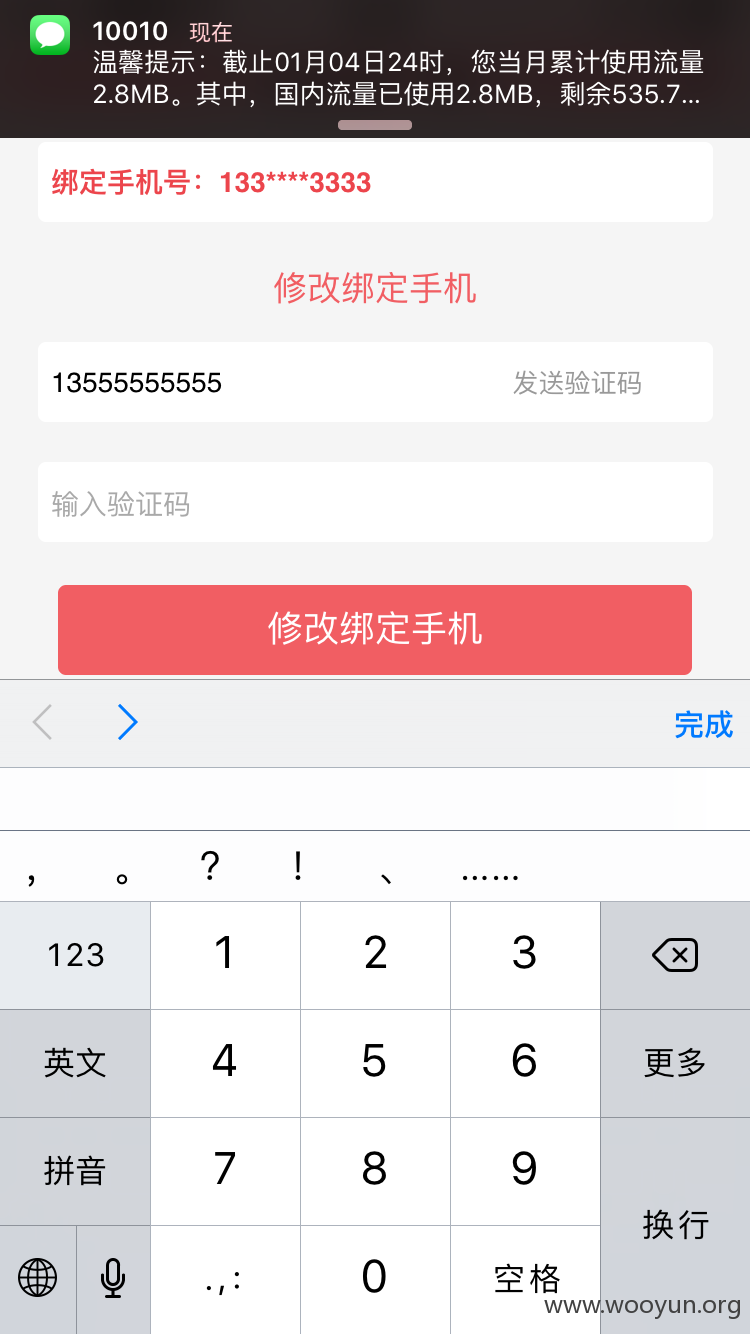 10010 现在
温馨提示：截止01月04日24时，您当月累计使用流量
2.8MB。其中，国内流量已使用2.8MB，剩余535.7...
绑定手机号：133****3333
修改绑定手机
13555555555 发送验证码
输入验证码
修改绑定手机
完成
， 。 ？ ！ 、 ……
123 1 2 3
英文 4 5 6 更多
拼音 7 8 9
换行
.,: 0 空格
www.wooyun.org